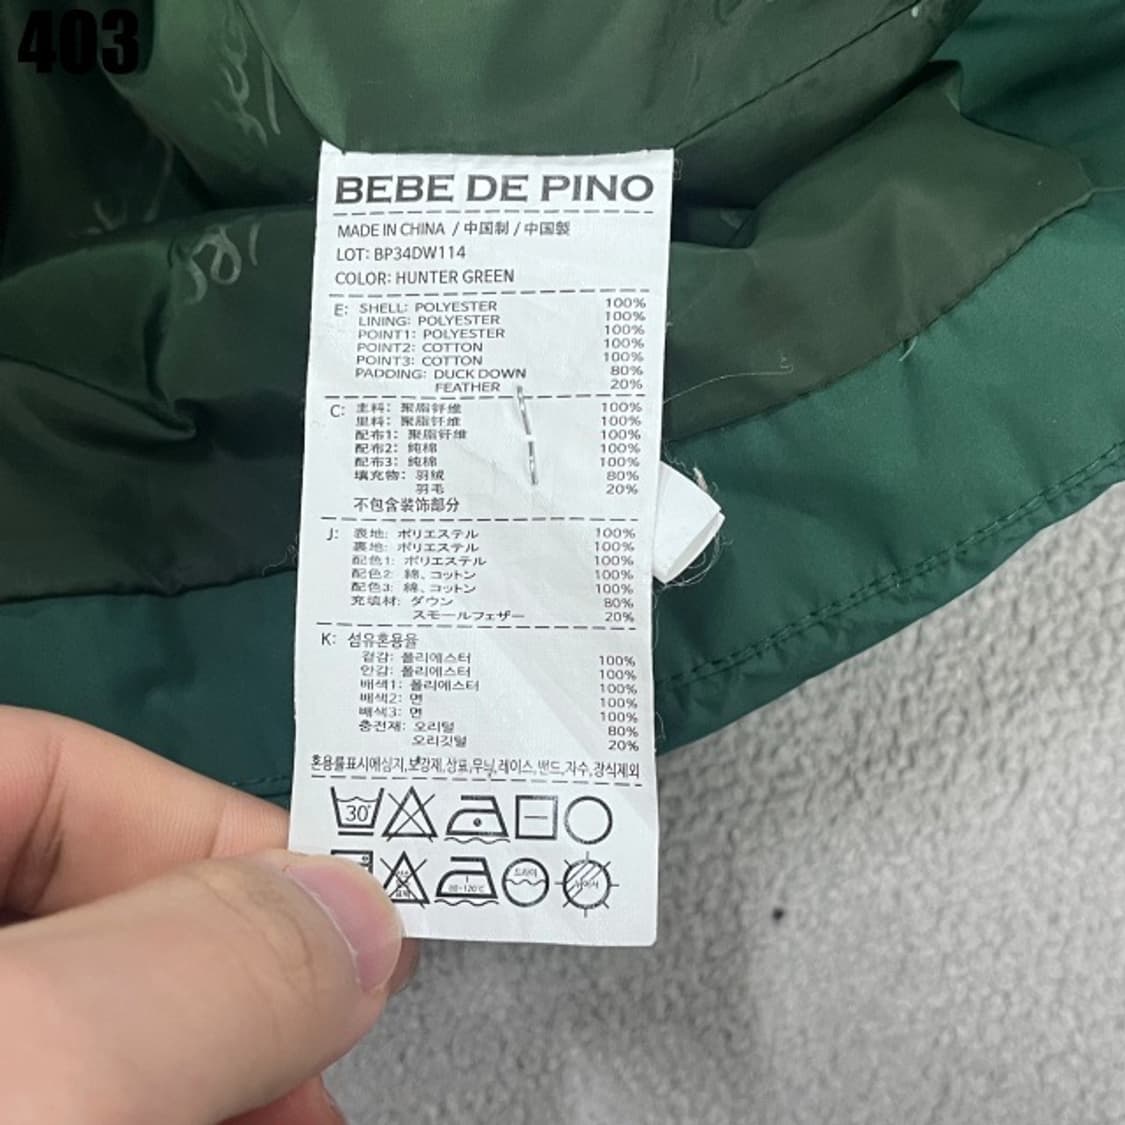 403
BEBE DE PINO
MADE IN CHINA / 中国制 / 中国製
LOT: BP34DW114
COLOR: HUNTER GREEN
E: SHELL: POLYESTER 100%
LINING: POLYESTER 100%
POINT1: POLYESTER 100%
POINT2: COTTON 100%
POINT3: COTTON 100%
PADDING: DUCK DOWN 80%
FEATHER 20%
C: 主料: 聚脂纤维 100%
里料: 聚脂纤维 100%
配布1: 聚脂纤维 100%
配布2: 纯棉 100%
配布3: 纯棉 100%
填充物: 羽绒 80%
羽毛 20%
不包含装饰部分
J: 表地: ポリエステル 100%
裏地: ポリエステル 100%
配色1: ポリエステル 100%
配色2: 綿、コットン 100%
配色3: 綿、コットン 100%
充填材: ダウン 80%
スモールフェザー 20%
K: 섬유혼용율
겉감: 폴리에스터 100%
안감: 폴리에스터 100%
배색1: 폴리에스터 100%
배색2: 면 100%
배색3: 면 100%
충전재: 오리털 80%
오리깃털 20%
혼용률표시에심지,보강재,상표,무늬,레이스,밴드,자수,장식제외
30°
80~120°C 드라이